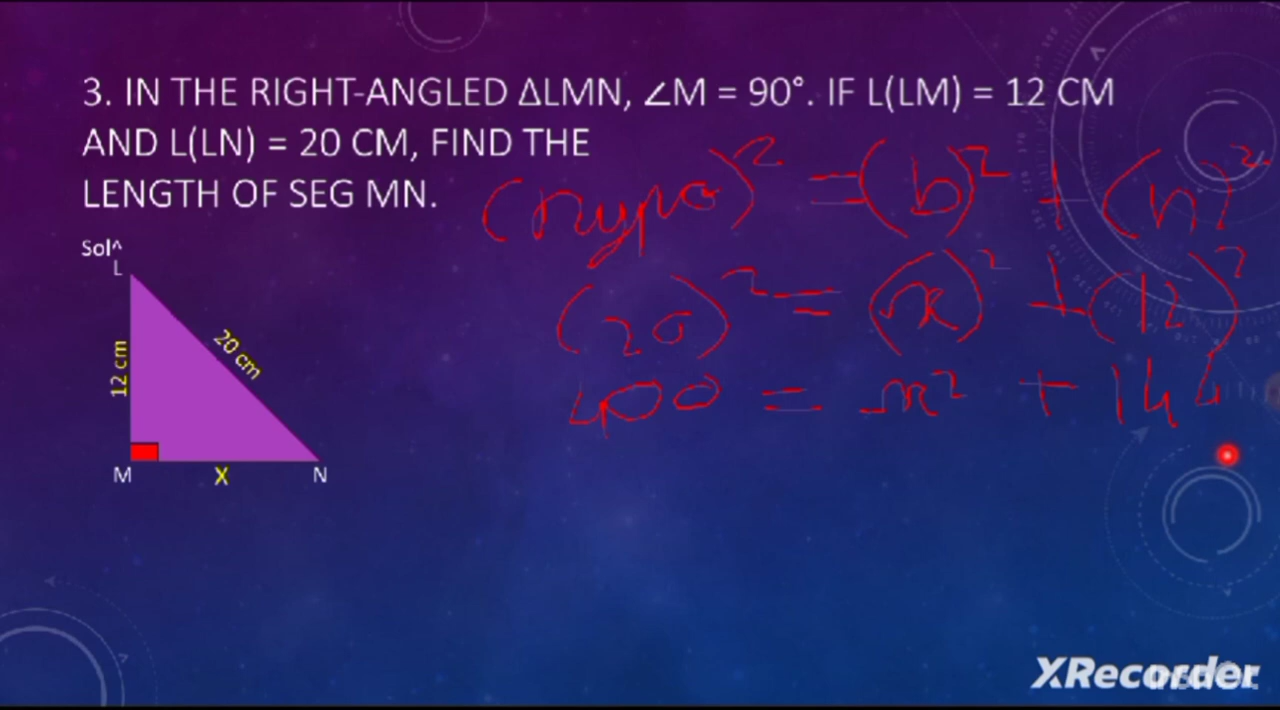 3. IN THE RIGHT-ANGLED ΔLMN, ∠M = 90°. IF L(LM) = 12 CM
AND L(LN) = 20 CM, FIND THE
LENGTH OF SEG MN.
(hypo)² = (b)² + (h)²
Sol^
L
(20)² = (x)² + (12)²
12 cm
20 cm
400 = x² + 144
M
X
N
XRecorder